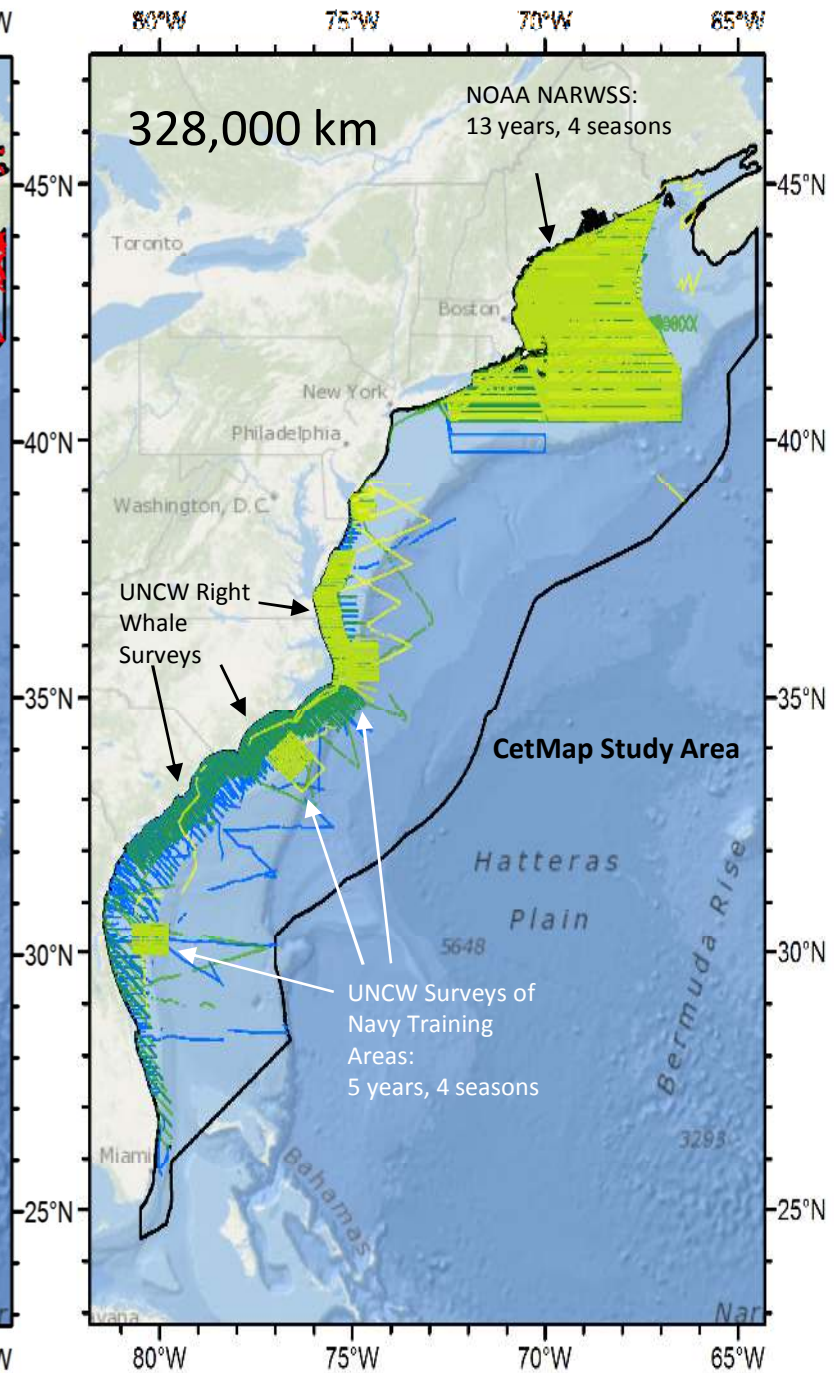 80°W 75°W 70°W 65°W
328,000 km
NOAA NARWSS:
13 years, 4 seasons
45°N 45°N
Toronto
Boston
New York
Philadelphia
40°N 40°N
Washington, D.C.
UNCW Right
Whale
Surveys
35°N 35°N
CetMap Study Area
Hatteras
Plain
5648
Bermuda Rise
30°N 30°N
UNCW Surveys of
Navy Training
Areas:
5 years, 4 seasons
3293
Miami
Bahamas
25°N 25°N
Nar
80°W 75°W 70°W 65°W